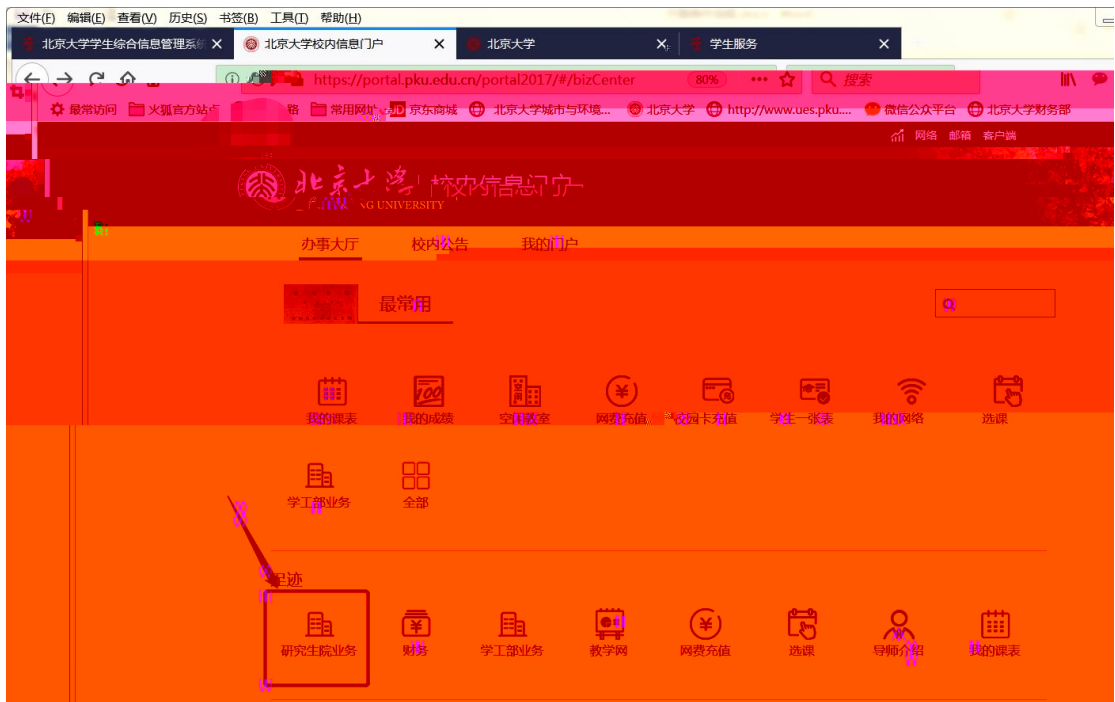 文件(F) 编辑(E) 查看(V) 历史(S) 书签(B) 工具(T) 帮助(H)
北京大学学生综合信息管理系统 北京大学校内信息门户 北京大学 学生服务
https://portal.pku.edu.cn/portal2017/#/bizCenter 80% 搜索
最常访问 火狐官方站点 常用网址 京东商城 北京大学城市与环境... 北京大学 http://www.ues.pku.... 微信公众平台 北京大学财务部
网络 邮箱 客户端
北京大学 校内信息门户
UNIVERSITY
办事大厅 校内公告 我的门户
最常用
我的课表 我的成绩 空闲教室 网费充值 校园卡充值 学生一张表 我的网络 选课
学工部业务 全部
足迹
研究生院业务 财务 学工部业务 教学网 网费充值 选课 导师介绍 我的课表